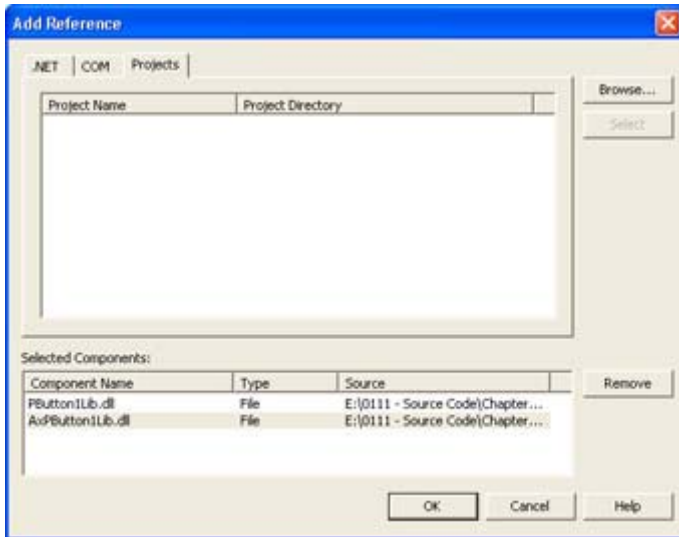 Add Reference
.NET COM Projects
Project Name Project Directory
Browse...
Select
Selected Components:
Component Name Type Source
PButton1Lib.dll File E:\0111 - Source Code\Chapter...
AxPButton1Lib.dll File E:\0111 - Source Code\Chapter...
Remove
OK Cancel Help